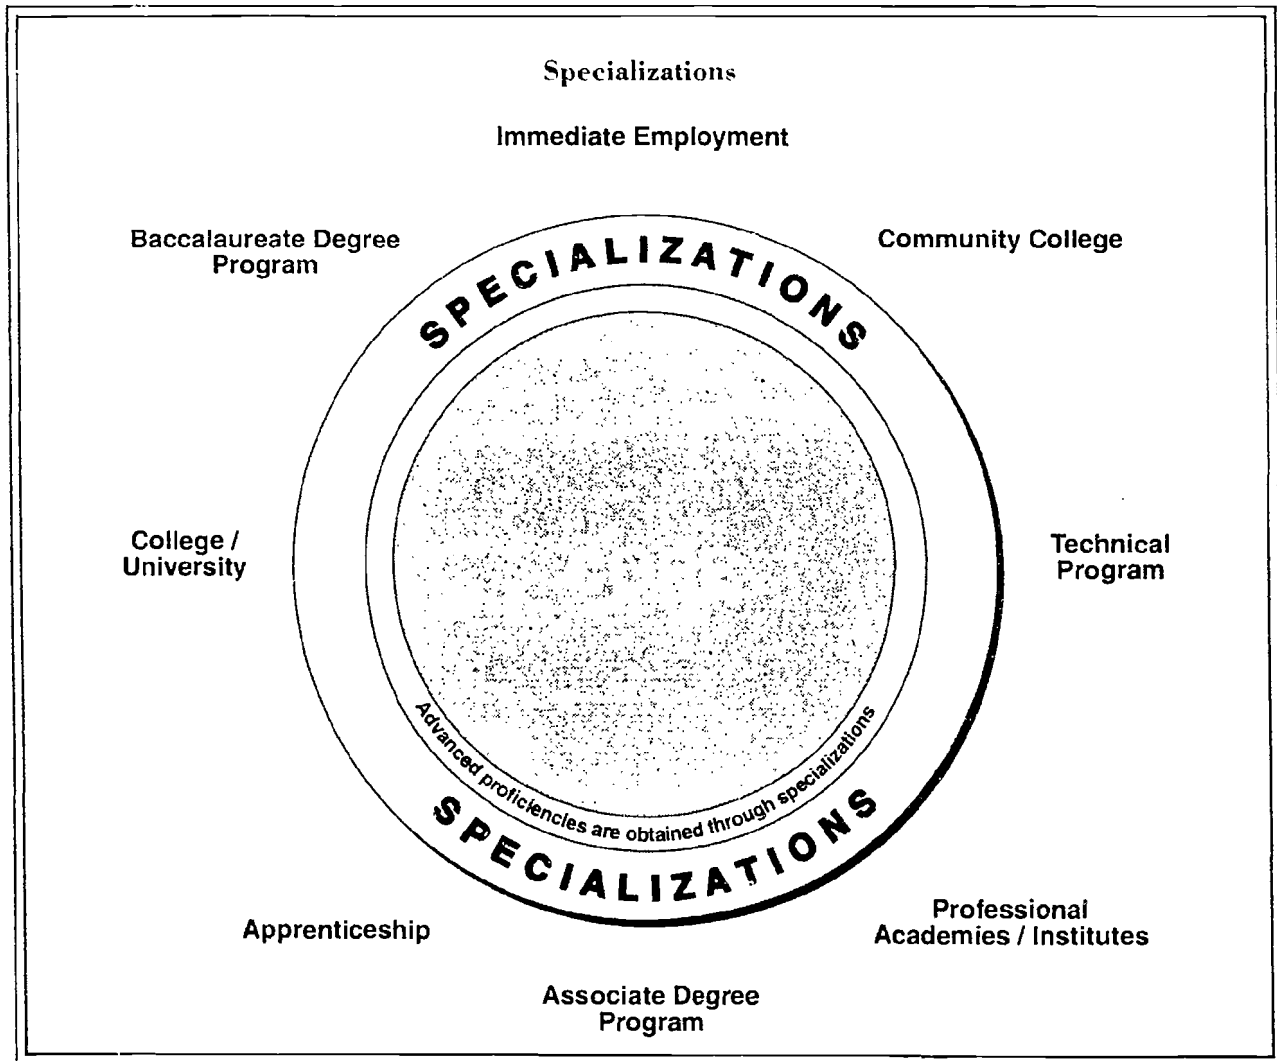 Specializations
Immediate Employment
Baccalaureate Degree
Program
Community College
SPECIALIZATIONS
College /
University
Technical
Program
Advanced proficiencies are obtained through specializations
SPECIALIZATIONS
Apprenticeship
Professional
Academies / Institutes
Associate Degree
Program